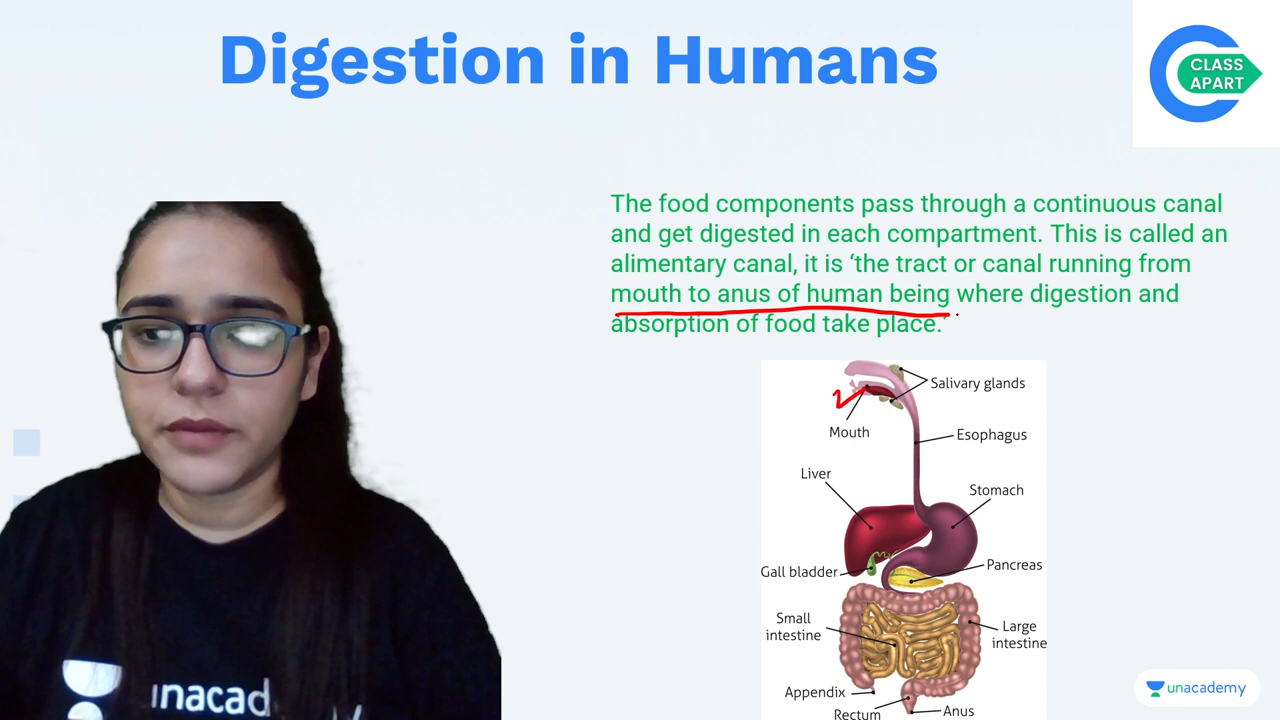 Digestion in Humans
CLASS
APART
The food components pass through a continuous canal
and get digested in each compartment. This is called an
alimentary canal, it is ‘the tract or canal running from
mouth to anus of human being where digestion and
absorption of food take place.’
Salivary glands
Mouth
Esophagus
Liver
Stomach
Gall bladder
Pancreas
Small
intestine
Large
intestine
Appendix
Rectum
Anus
unacademy